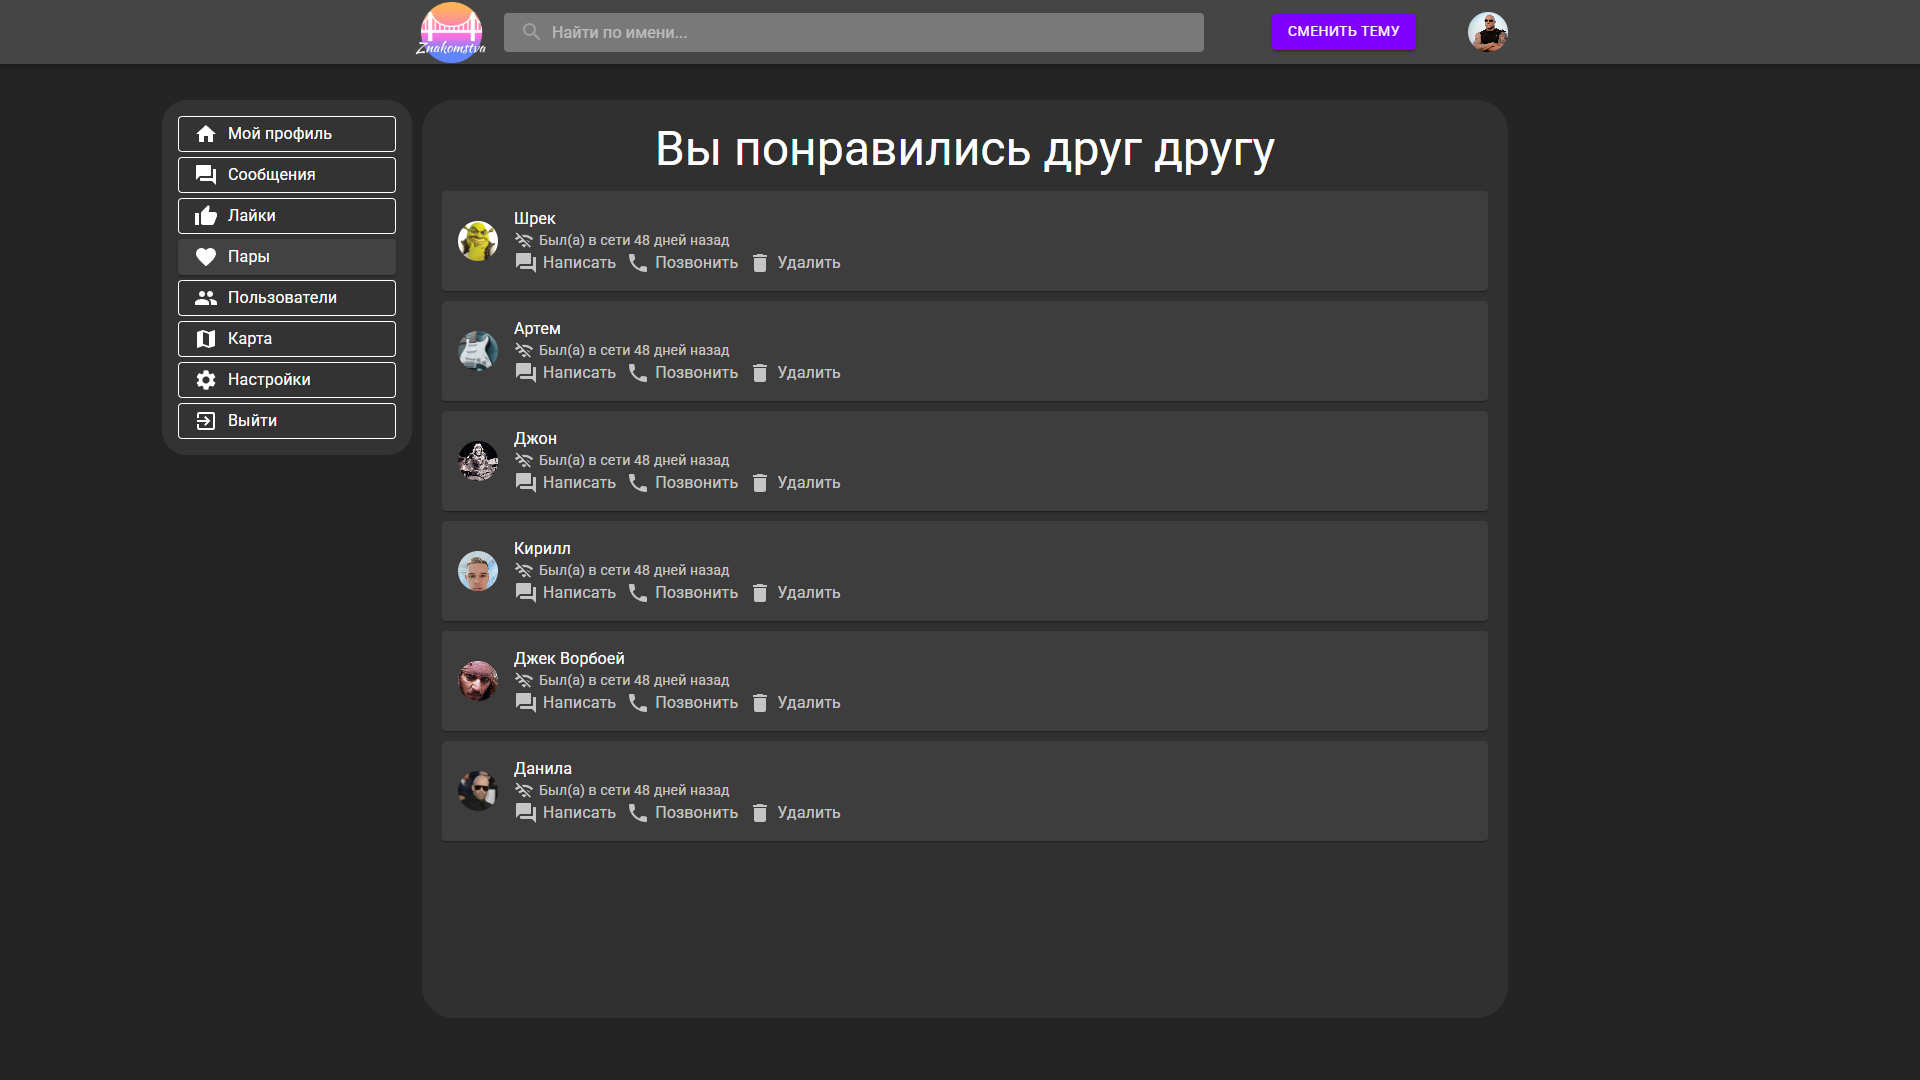 Znakomstva
Найти по имени...
СМЕНИТЬ ТЕМУ
Мой профиль
Сообщения
Лайки
Пары
Пользователи
Карта
Настройки
Выйти
Вы понравились друг другу
Шрек
Был(а) в сети 48 дней назад
Написать Позвонить Удалить
Артем
Был(а) в сети 48 дней назад
Написать Позвонить Удалить
Джон
Был(а) в сети 48 дней назад
Написать Позвонить Удалить
Кирилл
Был(а) в сети 48 дней назад
Написать Позвонить Удалить
Джек Ворбоей
Был(а) в сети 48 дней назад
Написать Позвонить Удалить
Данила
Был(а) в сети 48 дней назад
Написать Позвонить Удалить